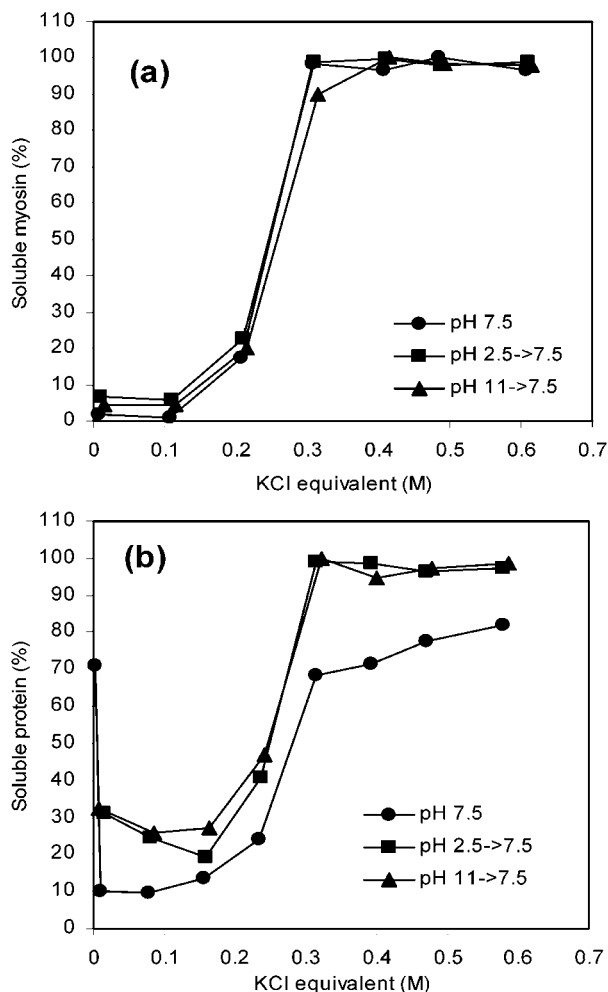 (a)
Soluble myosin (%)
110
100
90
80
70
60
50
40
30
20
10
0
pH 7.5
pH 2.5->7.5
pH 11->7.5
0 0.1 0.2 0.3 0.4 0.5 0.6 0.7
KCl equivalent (M)
(b)
Soluble protein (%)
110
100
90
80
70
60
50
40
30
20
10
0
pH 7.5
pH 2.5->7.5
pH 11->7.5
0 0.1 0.2 0.3 0.4 0.5 0.6 0.7
KCl equivalent (M)